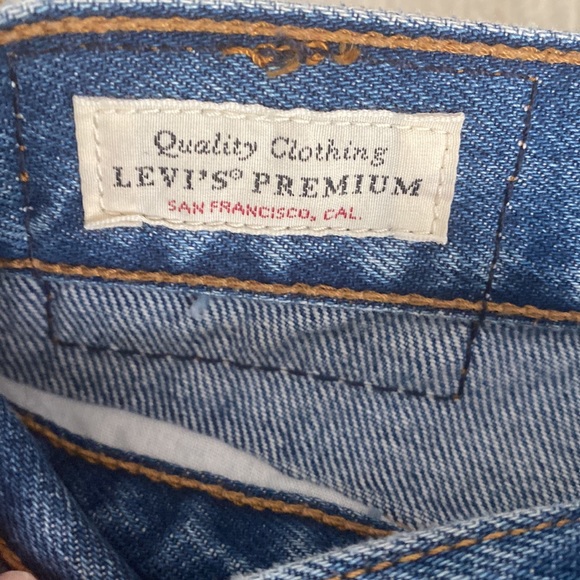 Quality Clothing
LEVI'S® PREMIUM
SAN FRANCISCO, CAL.